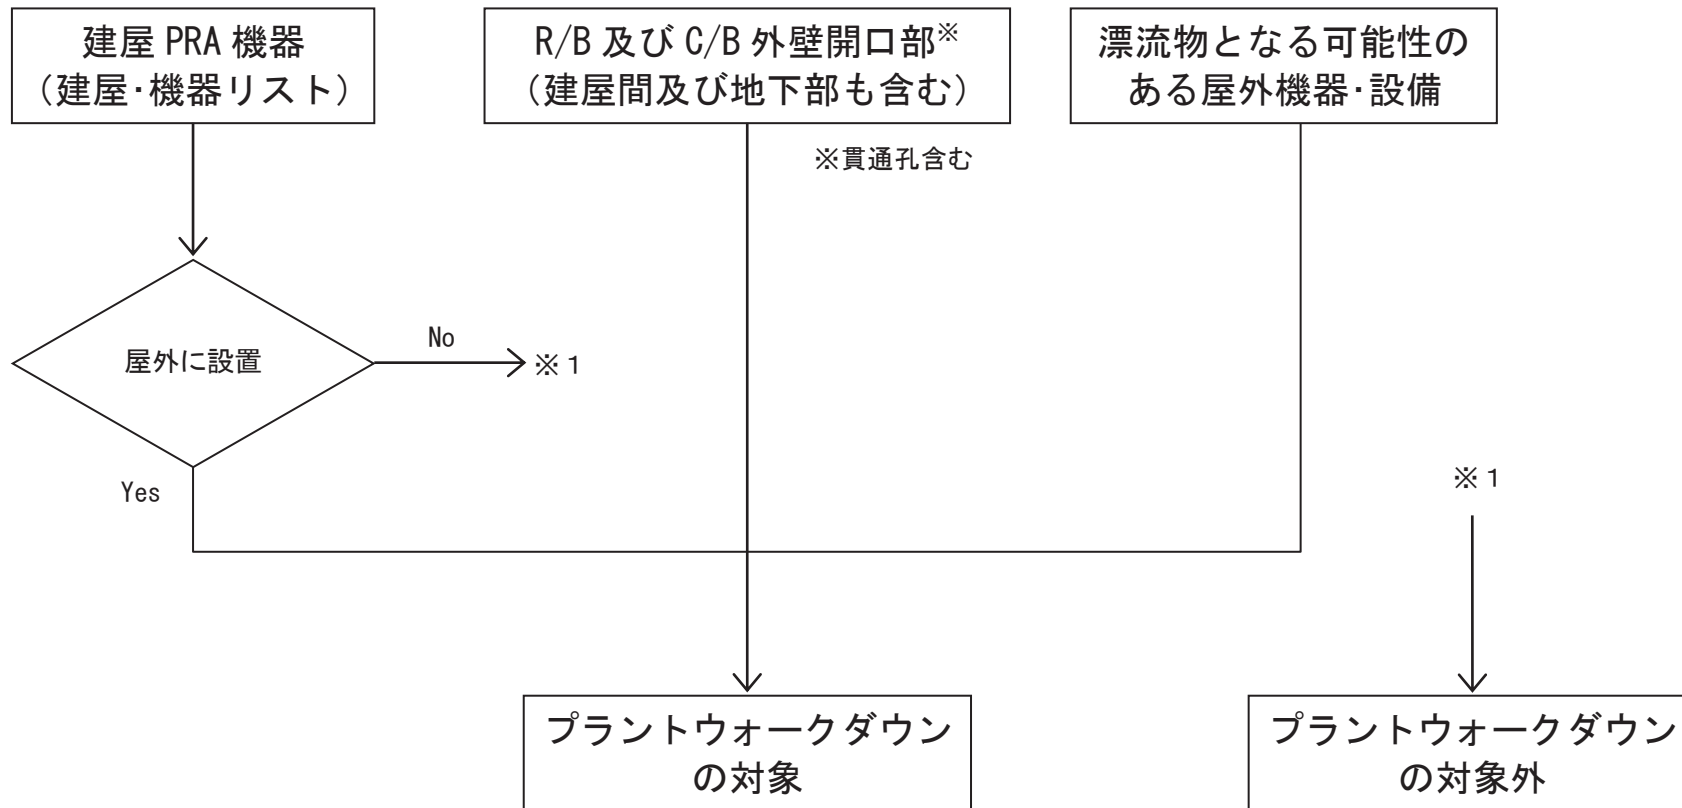 建屋 PRA 機器
（建屋･機器リスト）
R/B 及び C/B 外壁開口部※
（建屋間及び地下部も含む）
漂流物となる可能性の
ある屋外機器･設備
※貫通孔含む
屋外に設置
No
※１
Yes
※１
プラントウォークダウン
の対象
プラントウォークダウン
の対象外